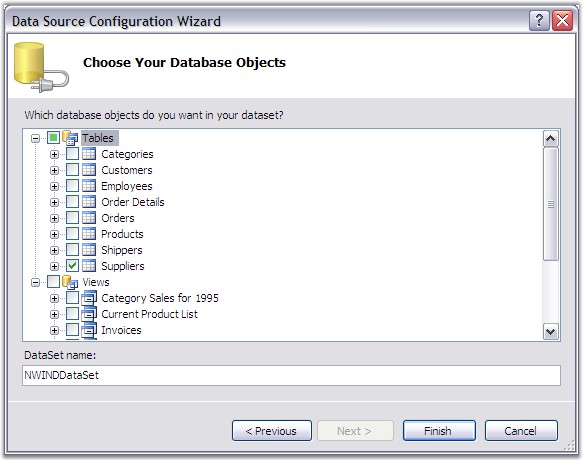 Data Source Configuration Wizard
Choose Your Database Objects
Which database objects do you want in your dataset?
Tables
Categories
Customers
Employees
Order Details
Orders
Products
Shippers
Suppliers
Views
Category Sales for 1995
Current Product List
Invoices
DataSet name:
NWINDDataSet
< Previous
Next >
Finish
Cancel